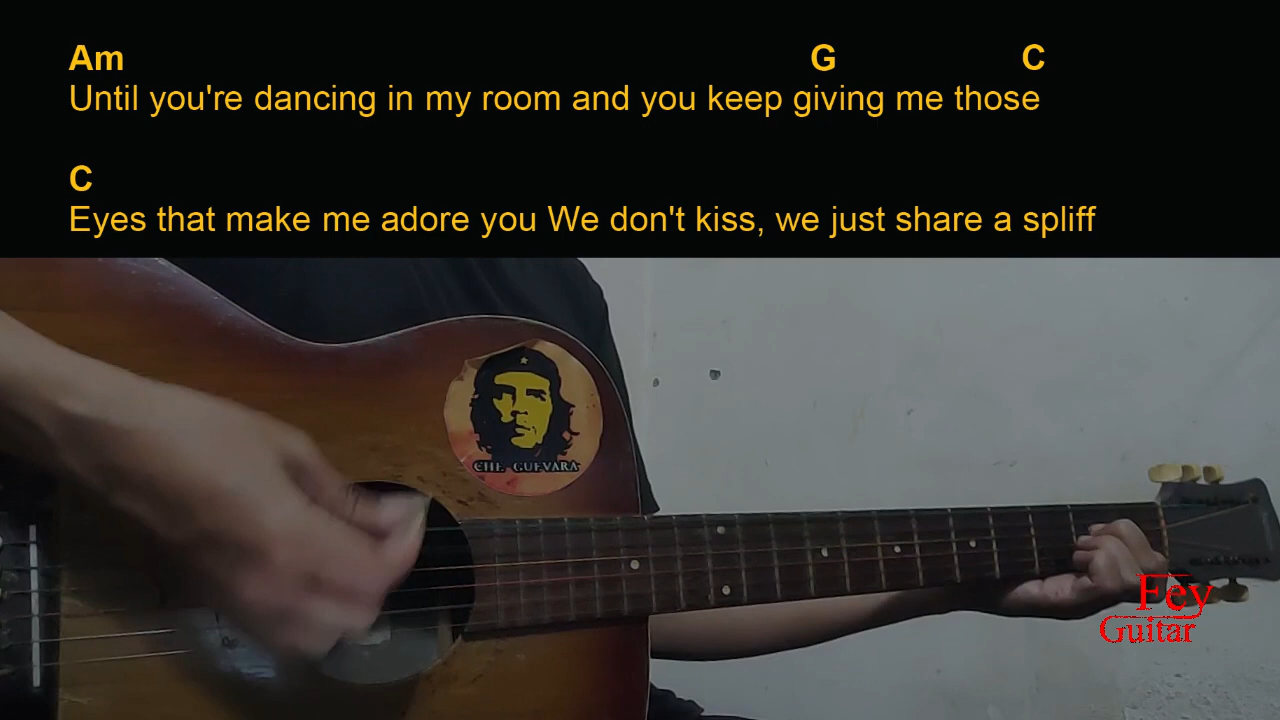 Am G C
Until you're dancing in my room and you keep giving me those
C
Eyes that make me adore you We don't kiss, we just share a spliff
CHE GUEVARA
Fey
Guitar